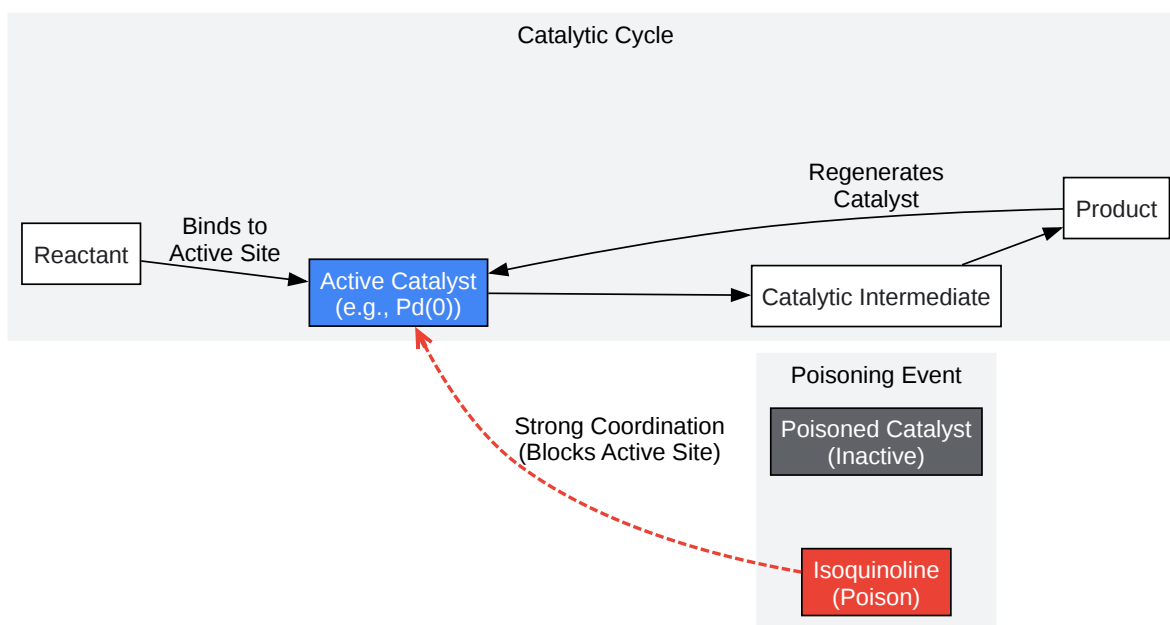 Catalytic Cycle
Regenerates
Catalyst
Product
Binds to
Active Site
Reactant
Active Catalyst
(e.g., Pd(0))
Catalytic Intermediate
Poisoning Event
Strong Coordination
(Blocks Active Site)
Poisoned Catalyst
(Inactive)
Isoquinoline
(Poison)